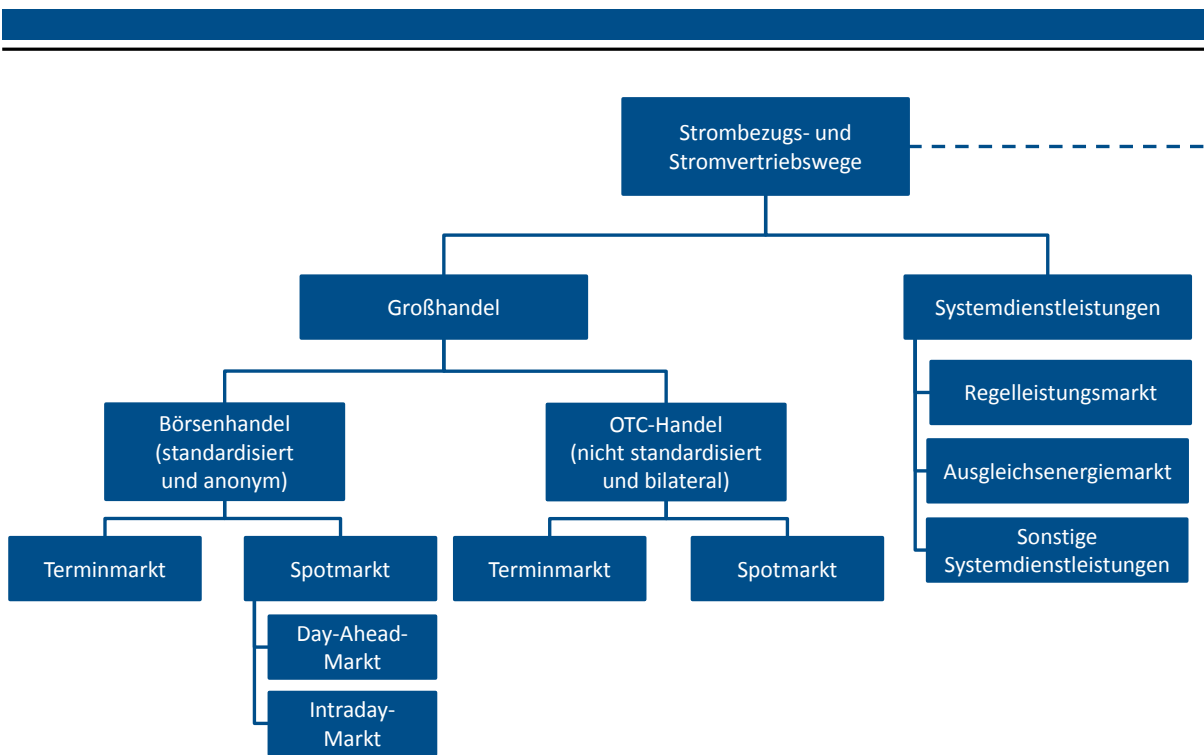 Strombezugs- und
Stromvertriebswege
Großhandel
Systemdienstleistungen
Börsenhandel
(standardisiert
und anonym)
OTC-Handel
(nicht standardisiert
und bilateral)
Regelleistungsmarkt
Ausgleichsenergiemarkt
Sonstige
Systemdienstleistungen
Terminmarkt
Spotmarkt
Terminmarkt
Spotmarkt
Day-Ahead-
Markt
Intraday-
Markt